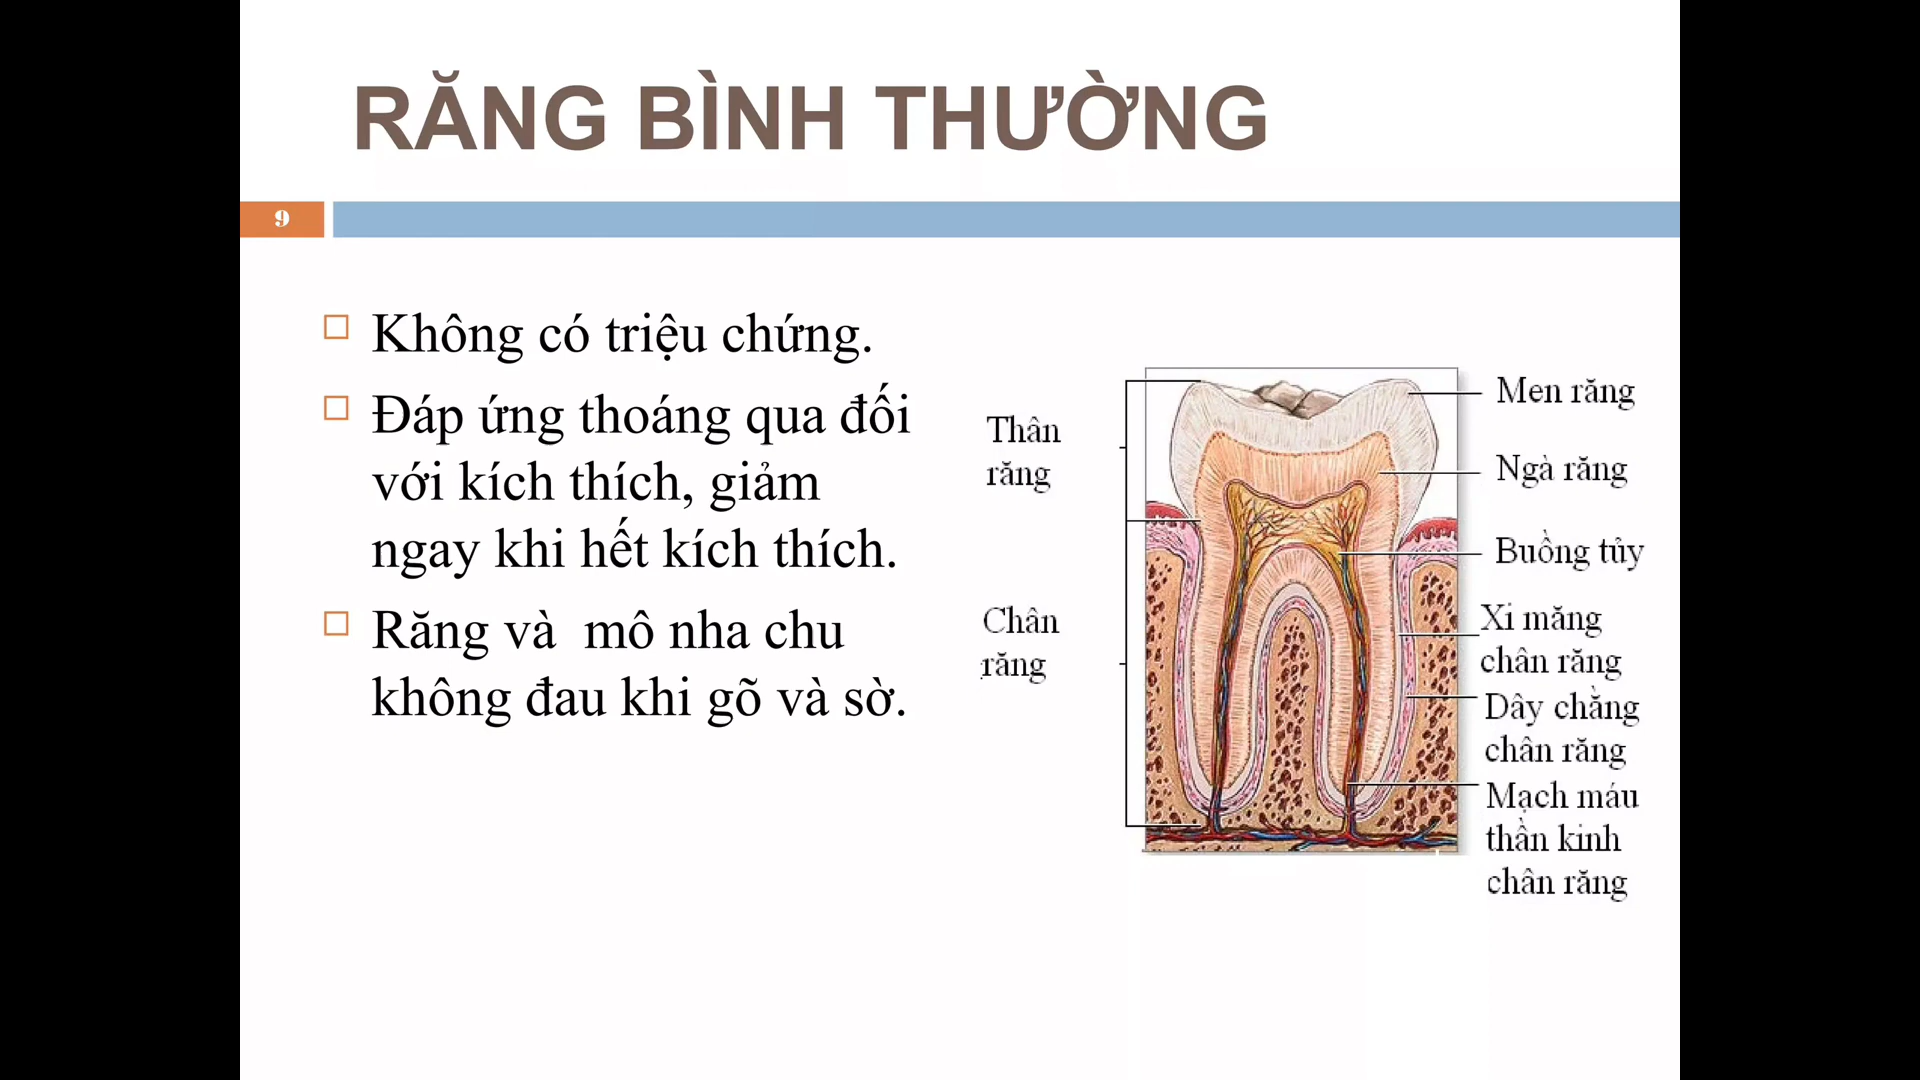 RĂNG BÌNH THƯỜNG
9
Không có triệu chứng.
Đáp ứng thoáng qua đối
với kích thích, giảm
ngay khi hết kích thích.
Răng và mô nha chu
không đau khi gõ và sờ.
Thân
răng
Chân
răng
Men răng
Ngà răng
Buồng tủy
Xi măng
chân răng
Dây chằng
chân răng
Mạch máu
thần kinh
chân răng